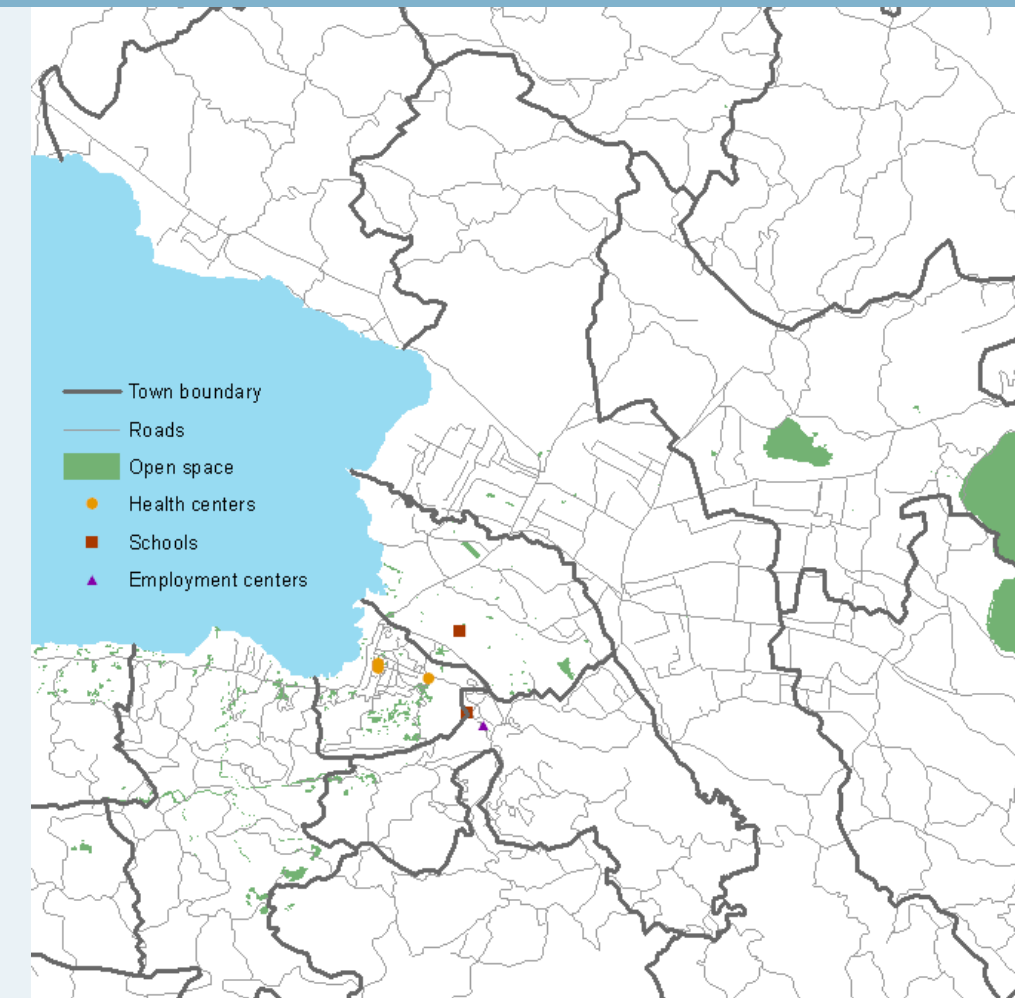 Town boundary
Roads
Open space
Health centers
Schools
Employment centers